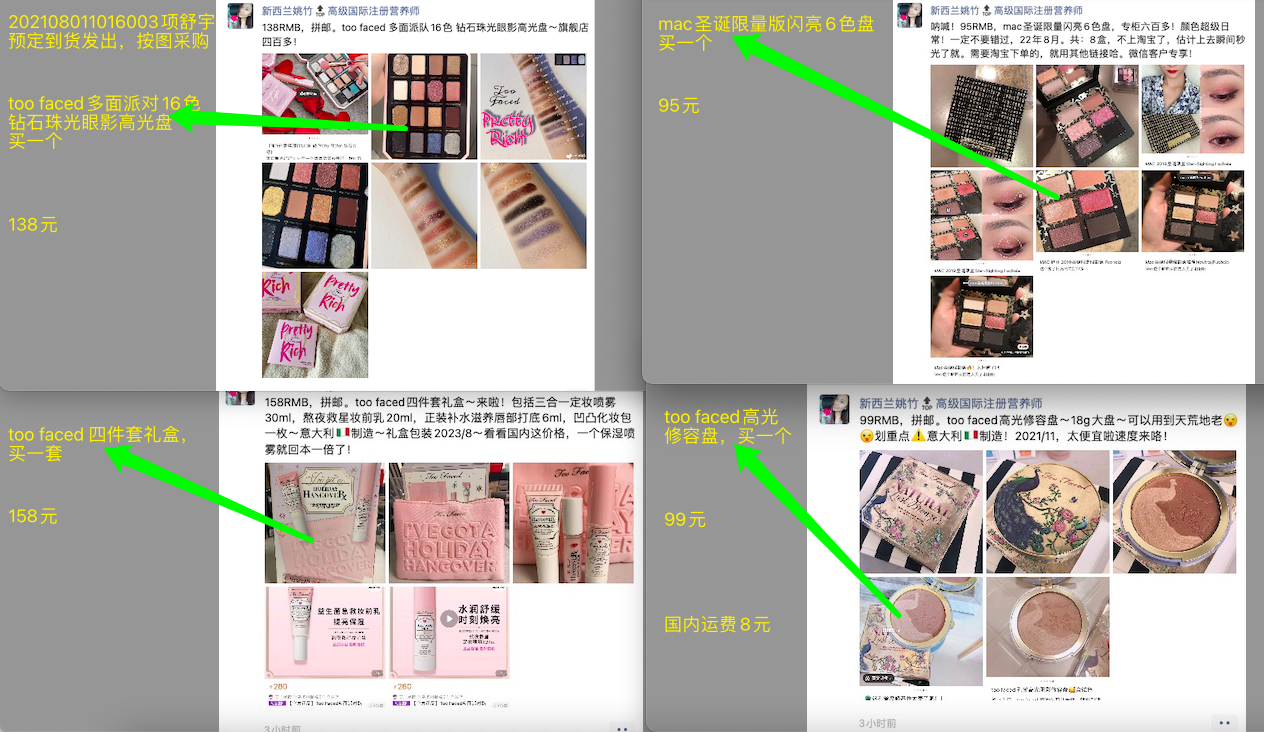 202108011016003项舒宇
预定到货发出，按图采购
too faced多面派对16色
钻石珠光眼影高光盘
买一个
138元
新西兰姚竹 高级国际注册营养师
138RMB，拼邮。too faced 多面派队16色 钻石珠光眼影高光盘～旗舰店
四百多！
Too
Faced
Pretty
Rich
Pretty
Rich
Pretty
Rich
Pretty
Rich
mac圣诞限量版闪亮6色盘
买一个
95元
新西兰姚竹 高级国际注册营养师
呐喊！95RMB，mac圣诞限量闪亮6色盘，专柜六百多！颜色超级日
常！一定不要错过，22年8月。共：8盒，不上淘宝了，估计上去瞬间秒
光了就。需要淘宝下单的，就用其他链接哈。微信客户专享！
too faced 四件套礼盒，
买一套
158元
158RMB，拼邮。too faced四件套礼盒～来啦！包括三合一定妆喷雾
30ml，熬夜救星妆前乳20ml，正装补水滋养唇部打底6ml，凹凸化妆包
一枚～意大利制造～礼盒包装2023/8～看看国内这价格，一个保湿喷
雾就回本一倍了！
HOLIDAY
HANGOVER
Too Faced
I'VE GOT A
HOLIDAY
HANGOVER
益生菌急救妆前乳
提亮保湿
水润舒缓
时刻焕亮
¥280
¥260
3小时前
too faced高光
修容盘，买一个
99元
国内运费8元
新西兰姚竹 高级国际注册营养师
99RMB，拼邮。too faced高光修容盘～18g大盘～可以用到天荒地老
划重点意大利制造！2021/11，太便宜啦速度来咯！
3小时前